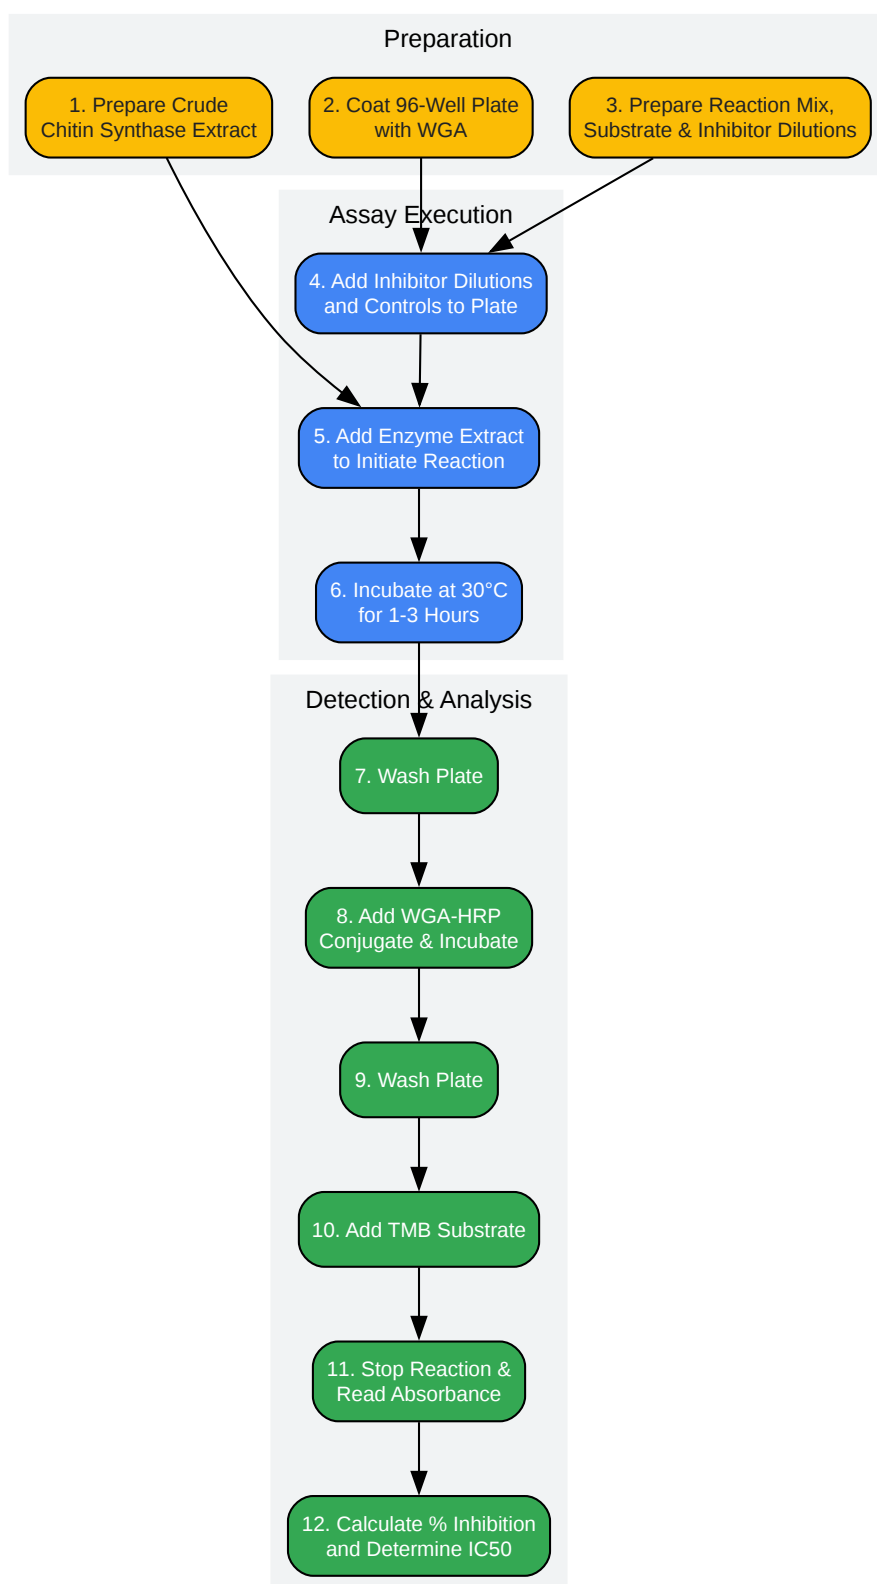 Preparation
1. Prepare Crude
Chitin Synthase Extract
2. Coat 96-Well Plate
with WGA
3. Prepare Reaction Mix,
Substrate & Inhibitor Dilutions
Assay Execution
4. Add Inhibitor Dilutions
and Controls to Plate
5. Add Enzyme Extract
to Initiate Reaction
6. Incubate at 30°C
for 1-3 Hours
Detection & Analysis
7. Wash Plate
8. Add WGA-HRP
Conjugate & Incubate
9. Wash Plate
10. Add TMB Substrate
11. Stop Reaction &
Read Absorbance
12. Calculate % Inhibition
and Determine IC50